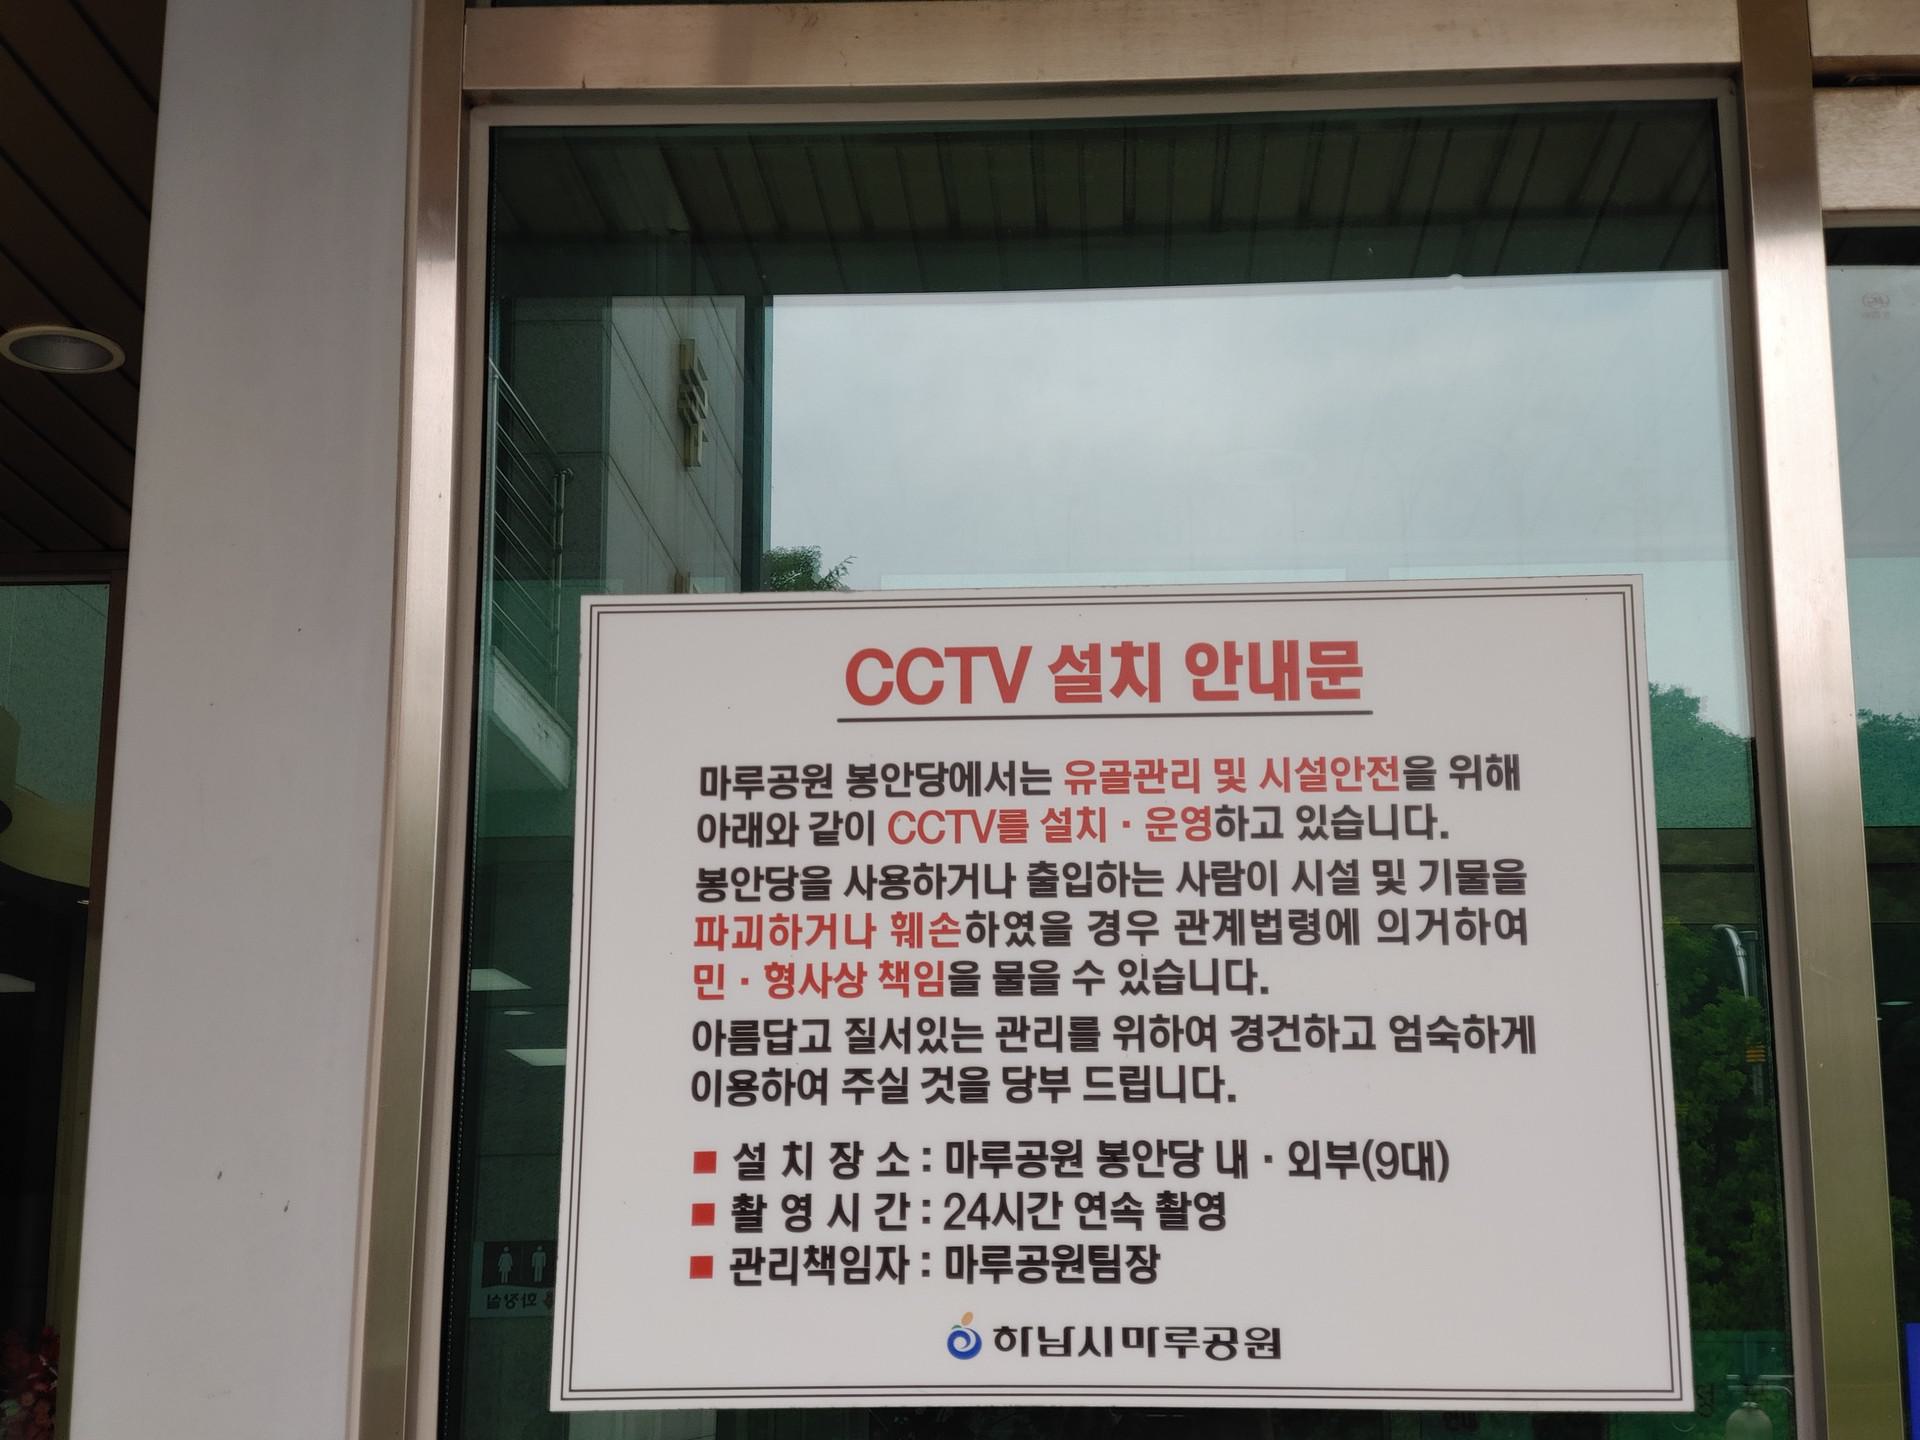 CCTV 설치 안내문
마루공원 봉안당에서는 유골관리 및 시설안전을 위해
아래와 같이 CCTV를 설치·운영하고 있습니다.
봉안당을 사용하거나 출입하는 사람이 시설 및 기물을
파괴하거나 훼손하였을 경우 관계법령에 의거하여
민·형사상 책임을 물을 수 있습니다.
아름답고 질서있는 관리를 위하여 경건하고 엄숙하게
이용하여 주실 것을 당부 드립니다.
■ 설 치 장 소 : 마루공원 봉안당 내·외부(9대)
■ 촬 영 시 간 : 24시간 연속 촬영
■ 관리책임자 : 마루공원팀장
하남시마루공원
화장실